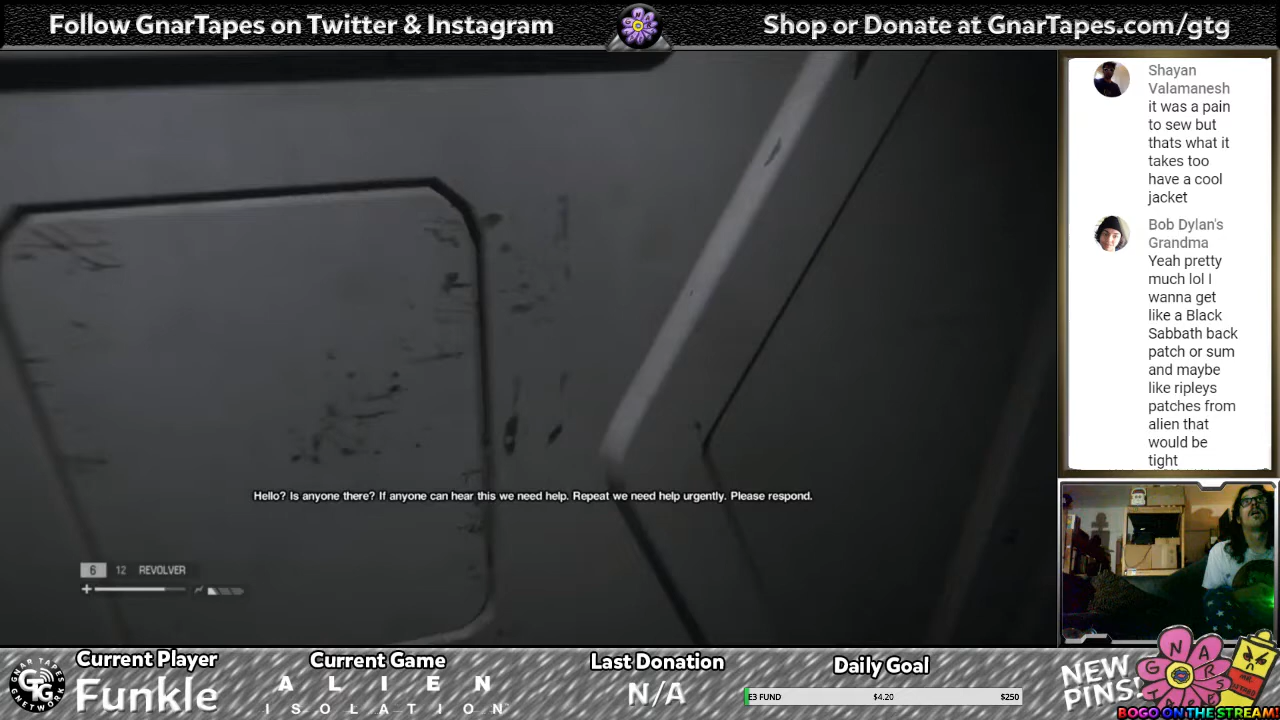 Follow GnarTapes on Twitter & Instagram
Shop or Donate at GnarTapes.com/gtg
Shayan
Valamanesh
it was a pain
to sew but
thats what it
takes too
have a cool
jacket
Bob Dylan's
Grandma
Yeah pretty
much lol I
wanna get
like a Black
Sabbath back
patch or sum
and maybe
like ripleys
patches from
alien that
would be
tight
Hello? Is anyone there? If anyone can hear this we need help. Repeat we need help urgently. Please respond.
6 12 REVOLVER
GNAR TAPES
GTG
GNETWORK
Current Player
Funkle
Current Game
ALIEN
ISOLATION
Last Donation
N/A
Daily Goal
E3 FUND $4.20 $250
NEW
PINS!
GNAR
BOGO ON THE STREAM!